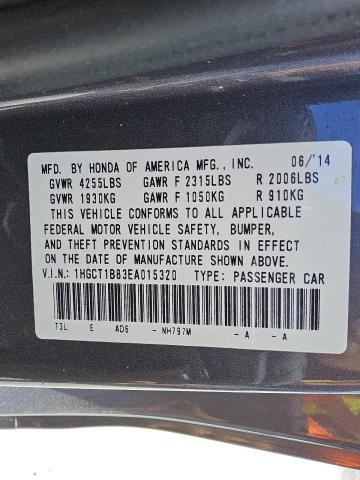 MFD. BY HONDA OF AMERICA MFG., INC. 06/'14
GVWR 4255LBS GAWR F 2315LBS R 2006LBS
GVWR 1930KG GAWR F 1050KG R 910KG
THIS VEHICLE CONFORMS TO ALL APPLICABLE
FEDERAL MOTOR VEHICLE SAFETY, BUMPER,
AND THEFT PREVENTION STANDARDS IN EFFECT
ON THE DATE OF MANUFACTURE SHOWN ABOVE.
V.I.N.: 1HGCT1B83EA015320 TYPE: PASSENGER CAR
T3L E AD6 - NH797M - A - A